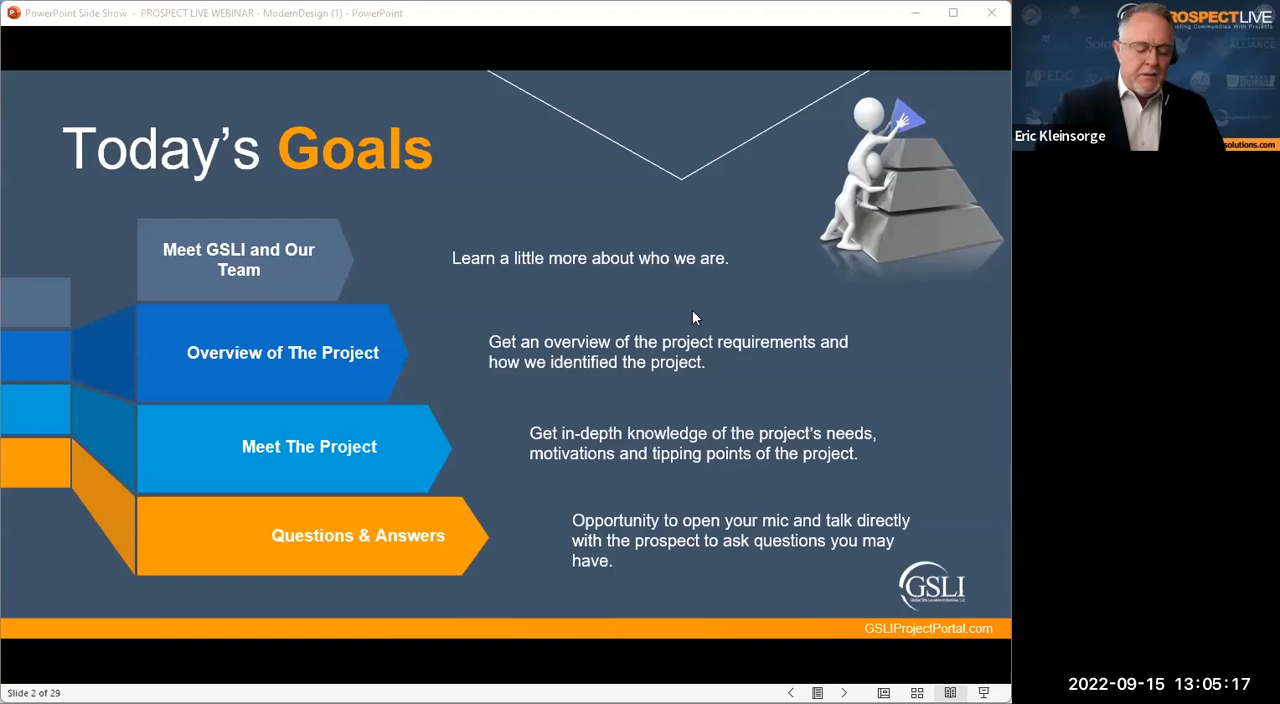 PowerPoint Slide Show - PROSPECT LIVE WEBINAR - ModernDesign (1) - PowerPoint
ROSPECTLIVE
ALLIANCE
MPEDC
Eric Kleinsorge
solutions.com
Today's Goals
Meet GSLI and Our
Team
Learn a little more about who we are.
Overview of The Project
Get an overview of the project requirements and
how we identified the project.
Meet The Project
Get in-depth knowledge of the project's needs,
motivations and tipping points of the project.
Questions & Answers
Opportunity to open your mic and talk directly
with the prospect to ask questions you may
have.
GSLI
GSLIProjectPortal.com
Slide 2 of 29
2022-09-15 13:05:17